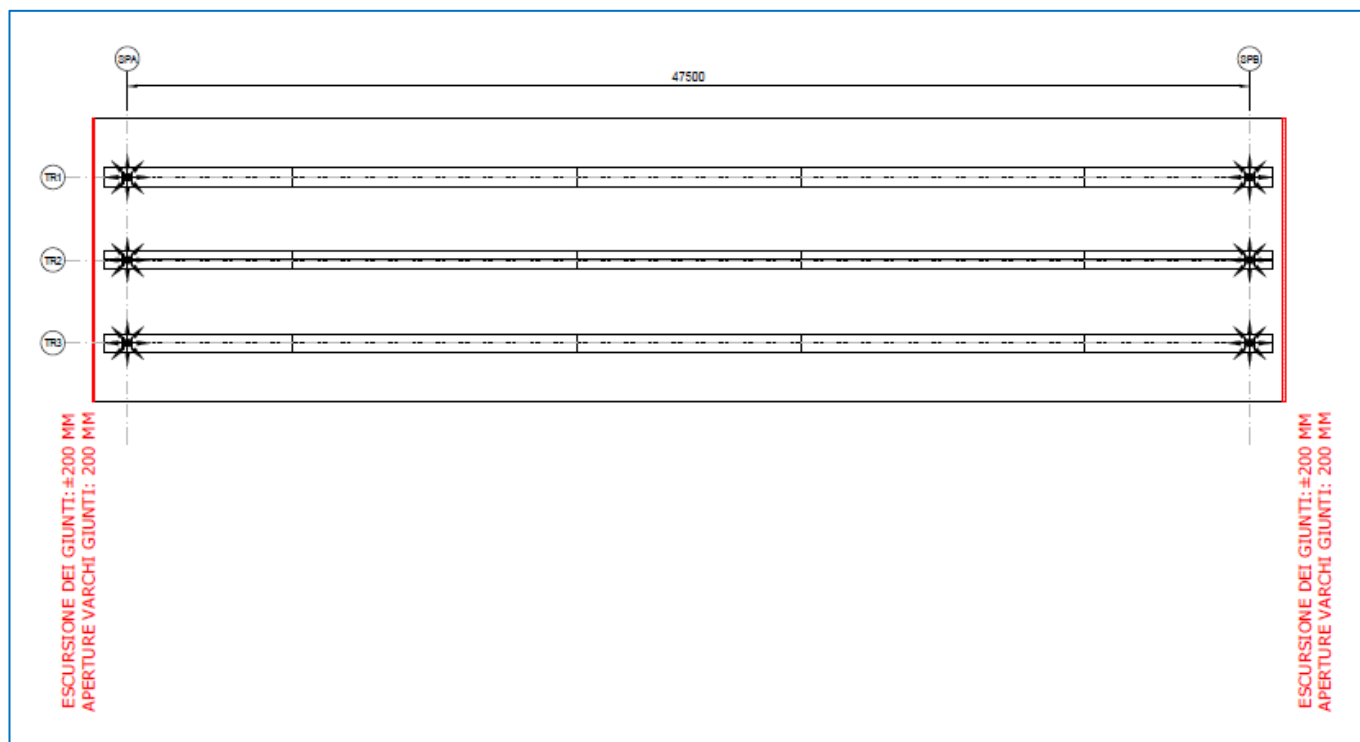 SPA
SPB
47500
TR1
TR2
TR3
ESCURSIONE DEI GIUNTI:±200 MM
APERTURE VARCHI GIUNTI: 200 MM
ESCURSIONE DEI GIUNTI:±200 MM
APERTURE VARCHI GIUNTI: 200 MM